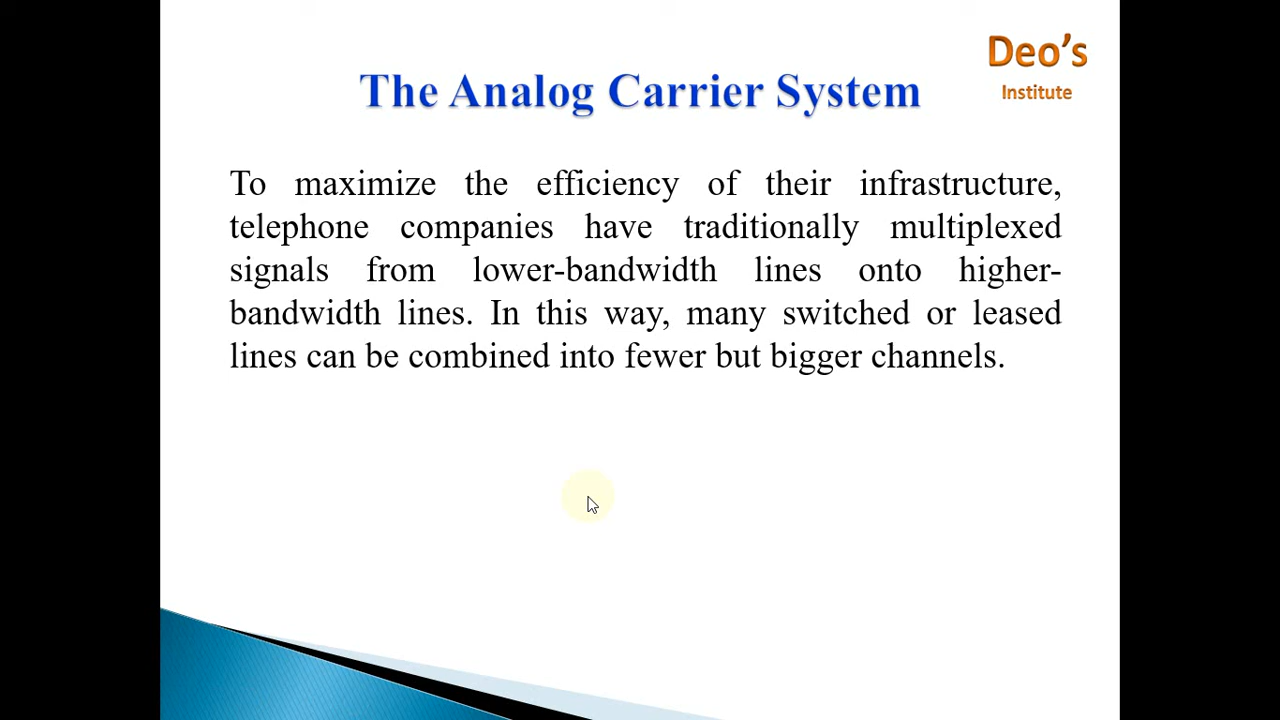 Deo's
Institute
The Analog Carrier System
To maximize the efficiency of their infrastructure,
telephone companies have traditionally multiplexed
signals from lower-bandwidth lines onto higher-
bandwidth lines. In this way, many switched or leased
lines can be combined into fewer but bigger channels.